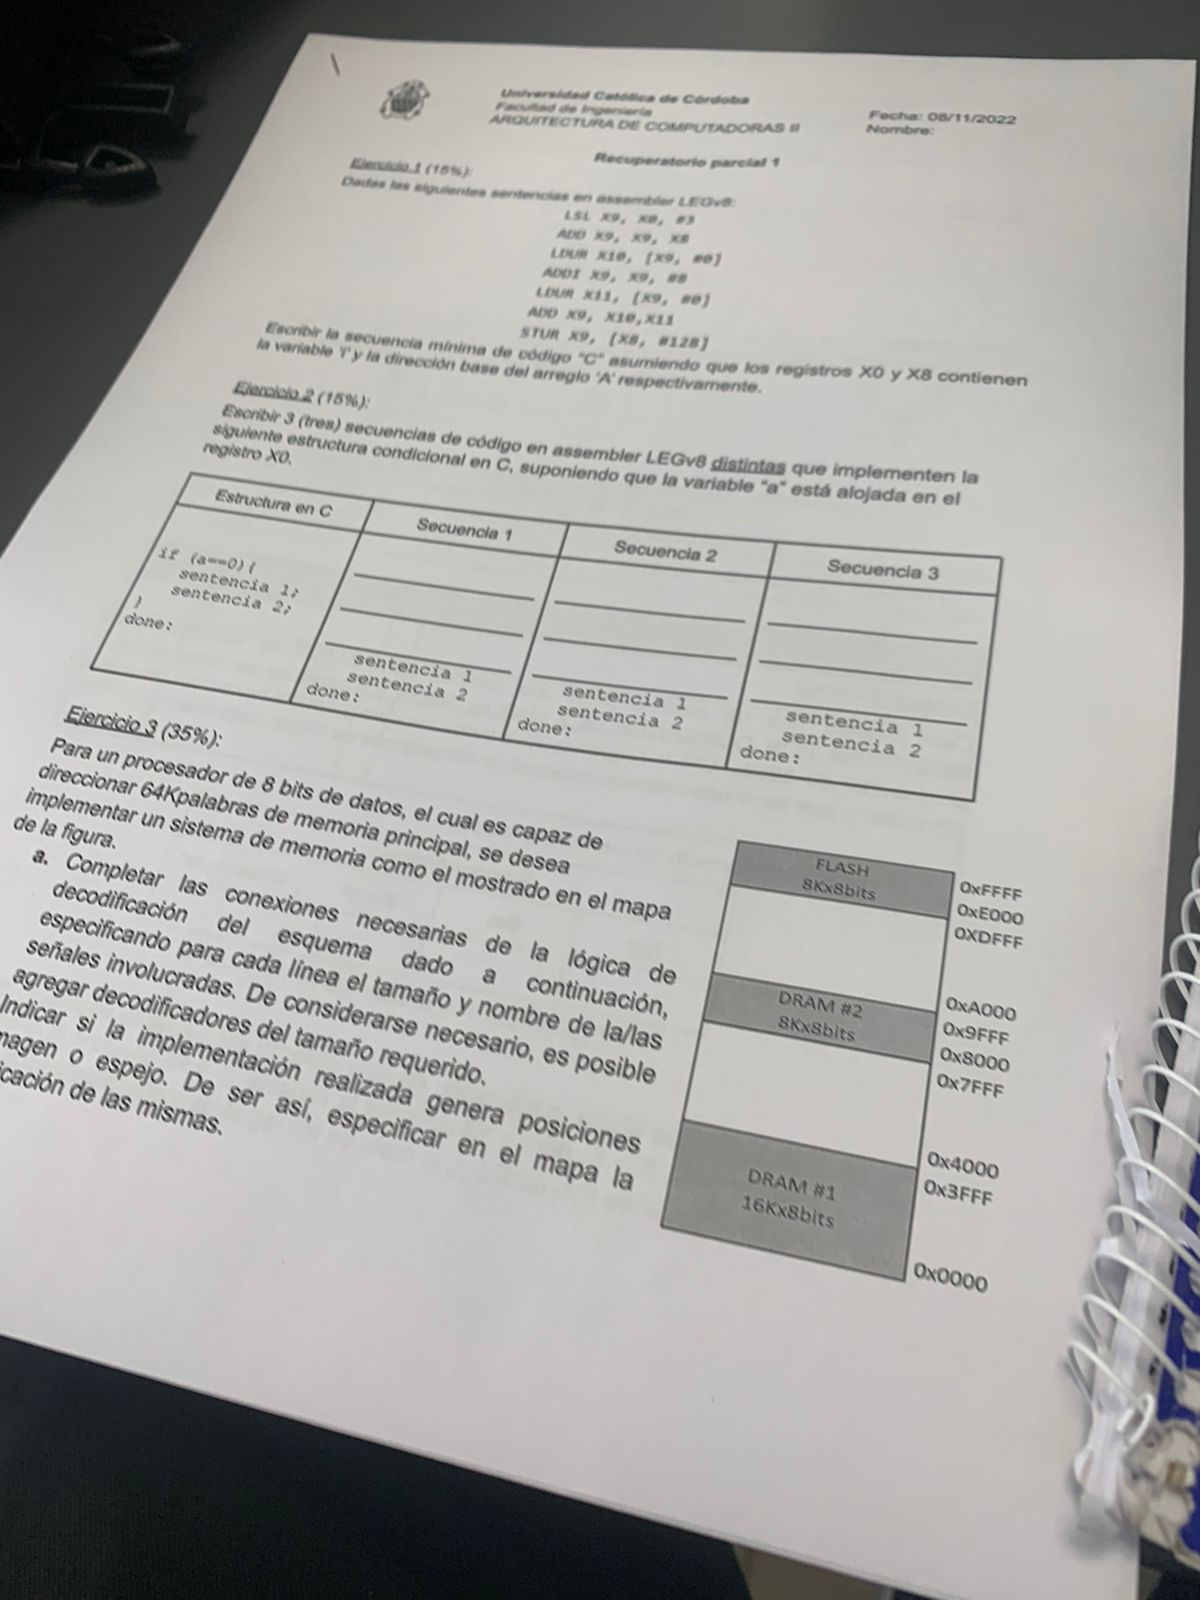 Universidad Católica de Córdoba
Facultad de Ingeniería
ARQUITECTURA DE COMPUTADORAS II
Fecha: 08/11/2022
Nombre:
Recuperatorio parcial 1
Ejercicio 1 (15%):
Dadas las siguientes sentencias en assembler LEGv8:
LSL X9, X0, #3
ADD X9, X9, X8
LDUR X10, [X9, #0]
ADDI X9, X9, #8
LDUR X11, [X9, #0]
ADD X9, X10,X11
STUR X9, [X8, #128]
Escribir la secuencia mínima de código "C" asumiendo que los registros X0 y X8 contienen
la variable 'i' y la dirección base del arreglo 'A' respectivamente.
Ejercicio 2 (15%):
Escribir 3 (tres) secuencias de código en assembler LEGv8 distintas que implementen la
siguiente estructura condicional en C, suponiendo que la variable "a" está alojada en el
registro X0.
Estructura en C
if (a==0){
sentencia 1;
sentencia 2;
}
done:
Secuencia 1
sentencia 1
sentencia 2
done:
Secuencia 2
sentencia 1
sentencia 2
done:
Secuencia 3
sentencia 1
sentencia 2
done:
Ejercicio 3 (35%):
Para un procesador de 8 bits de datos, el cual es capaz de
direccionar 64Kpalabras de memoria principal, se desea
implementar un sistema de memoria como el mostrado en el mapa
de la figura.
a. Completar las conexiones necesarias de la lógica de
decodificación del esquema dado a continuación,
especificando para cada línea el tamaño y nombre de la/las
señales involucradas. De considerarse necesario, es posible
agregar decodificadores del tamaño requerido.
Indicar si la implementación realizada genera posiciones
magen o espejo. De ser así, especificar en el mapa la
icación de las mismas.
FLASH
8Kx8bits
DRAM #2
8Kx8bits
DRAM #1
16Kx8bits
0xFFFF
0xE000
0XDFFF
0xA000
0x9FFF
0x8000
0x7FFF
0x4000
0x3FFF
0x0000